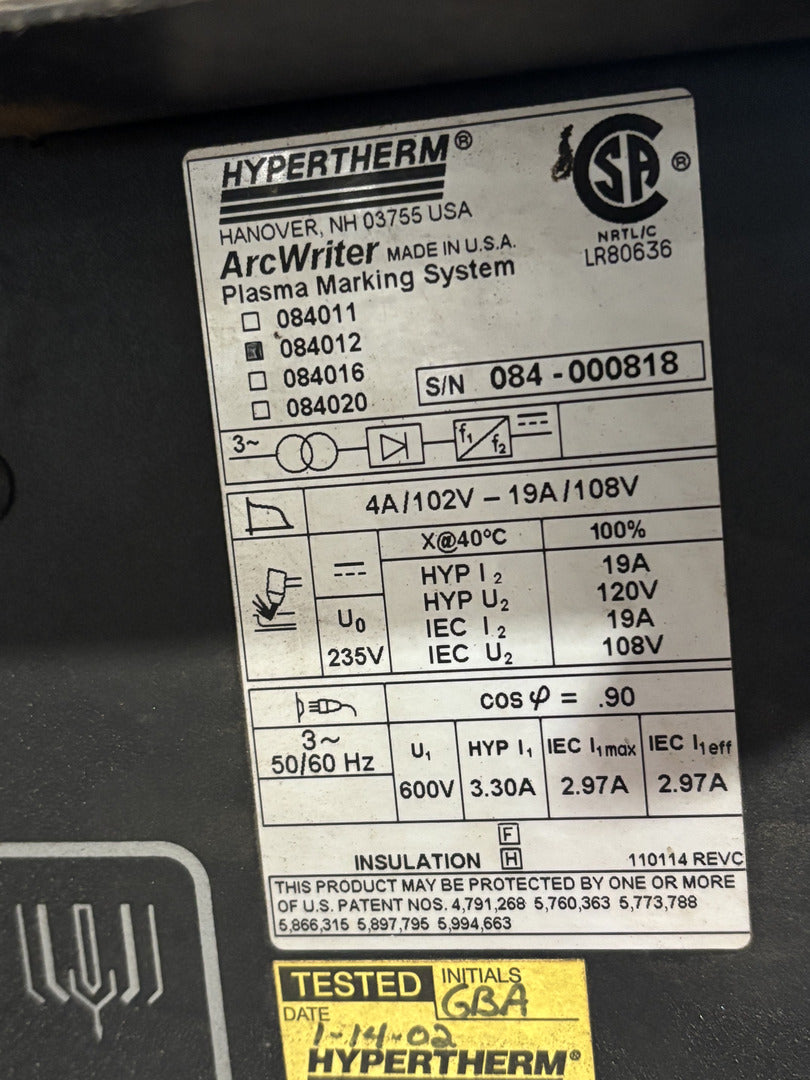 HYPERTHERM®
HANOVER, NH 03755 USA
ArcWriter MADE IN U.S.A.
Plasma Marking System
SA ®
NRTL/C
LR80636
084011
084012
084016
084020
S/N 084-000818
3~
f1
f2
4A/102V – 19A/108V
X@40°C 100%
HYP I2 19A
HYP U2 120V
IEC I2 19A
IEC U2 108V
U0
235V
cos φ = .90
3~
50/60 Hz
U1 HYP I1 IEC I1max IEC I1eff
600V 3.30A 2.97A 2.97A
F
INSULATION H 110114 REVC
THIS PRODUCT MAY BE PROTECTED BY ONE OR MORE
OF U.S. PATENT NOS. 4,791,268 5,760,363 5,773,788
5,866,315 5,897,795 5,994,663
TESTED INITIALS
GBA
DATE
1-14-02
HYPERTHERM®